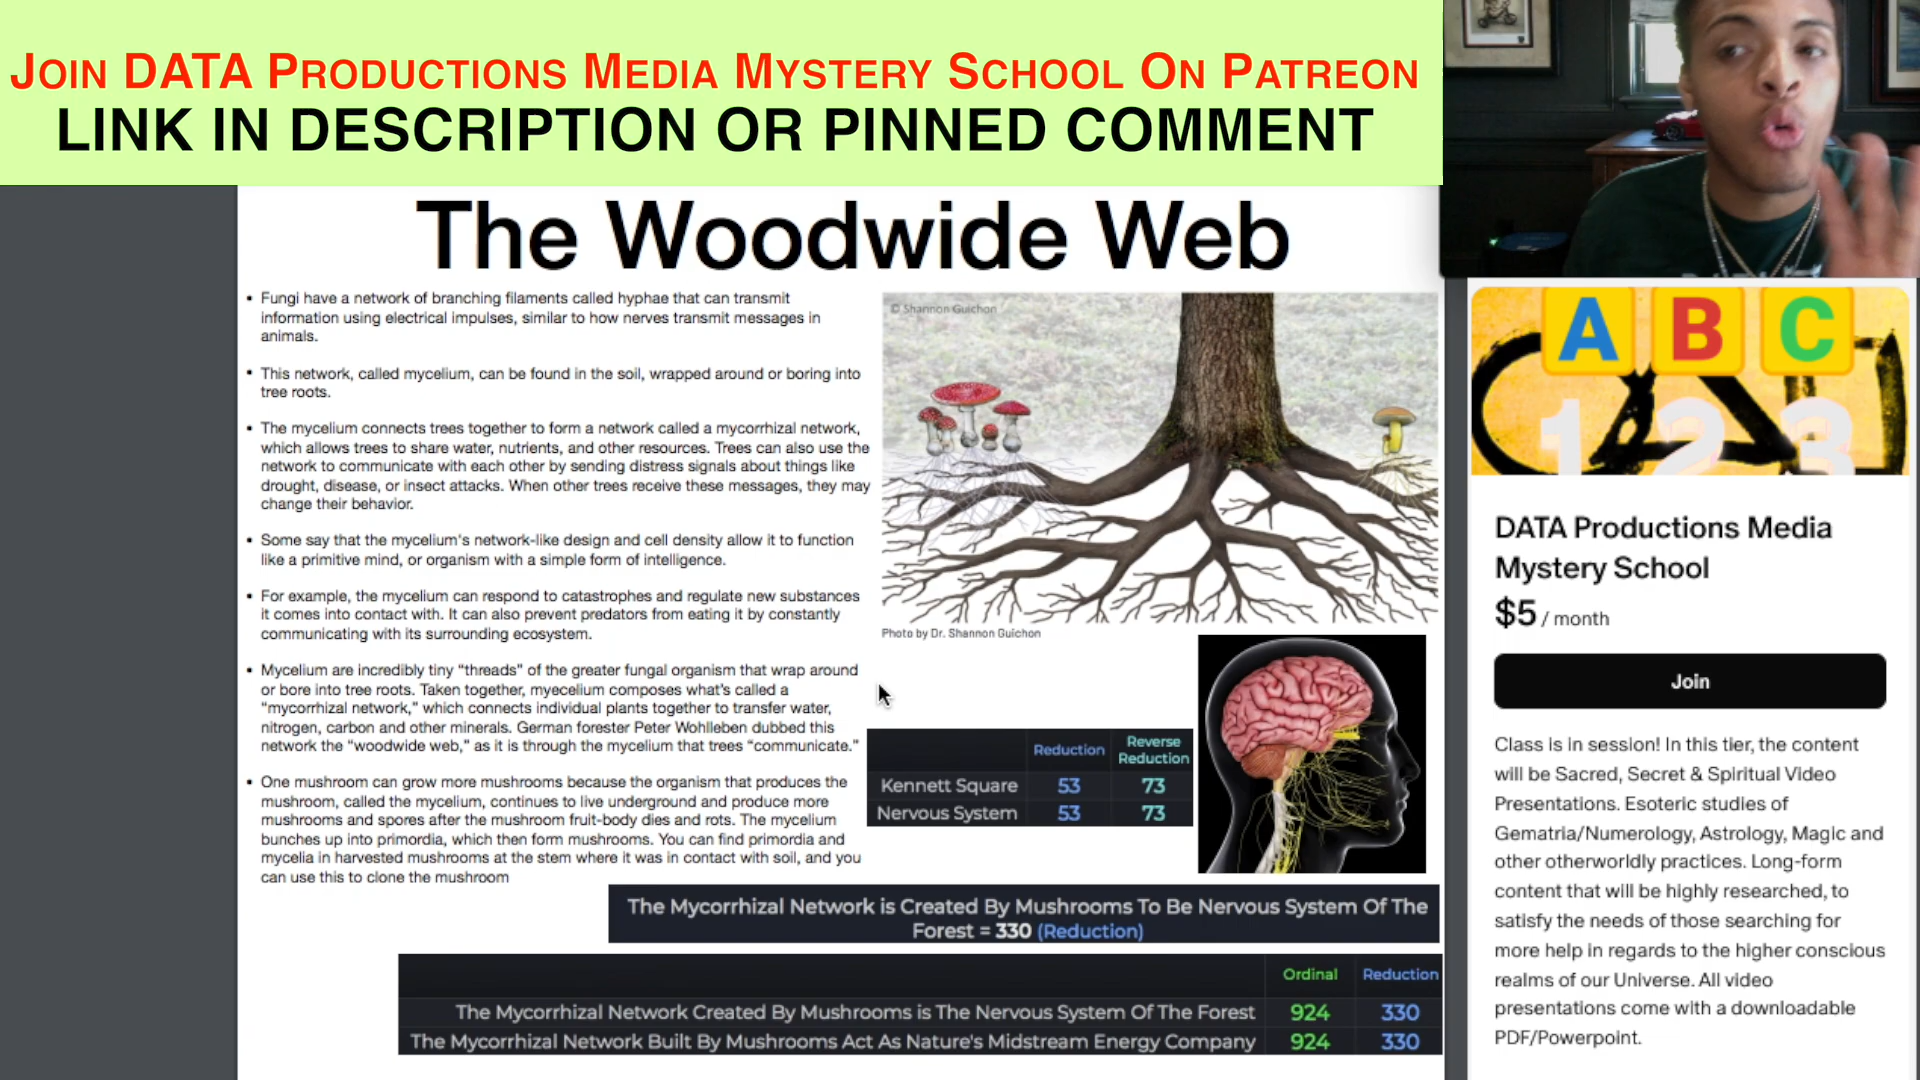 JOIN DATA PRODUCTIONS MEDIA MYSTERY SCHOOL ON PATREON
LINK IN DESCRIPTION OR PINNED COMMENT
The Woodwide Web
• Fungi have a network of branching filaments called hyphae that can transmit
information using electrical impulses, similar to how nerves transmit messages in
animals.
• This network, called mycelium, can be found in the soil, wrapped around or boring into
tree roots.
• The mycelium connects trees together to form a network called a mycorrhizal network,
which allows trees to share water, nutrients, and other resources. Trees can also use the
network to communicate with each other by sending distress signals about things like
drought, disease, or insect attacks. When other trees receive these messages, they may
change their behavior.
• Some say that the mycelium's network-like design and cell density allow it to function
like a primitive mind, or organism with a simple form of intelligence.
• For example, the mycelium can respond to catastrophes and regulate new substances
it comes into contact with. It can also prevent predators from eating it by constantly
communicating with its surrounding ecosystem.
• Mycelium are incredibly tiny “threads” of the greater fungal organism that wrap around
or bore into tree roots. Taken together, myecelium composes what’s called a
“mycorrhizal network,” which connects individual plants together to transfer water,
nitrogen, carbon and other minerals. German forester Peter Wohlleben dubbed this
network the “woodwide web,” as it is through the mycelium that trees “communicate.”
• One mushroom can grow more mushrooms because the organism that produces the
mushroom, called the mycelium, continues to live underground and produce more
mushrooms and spores after the mushroom fruit-body dies and rots. The mycelium
bunches up into primordia, which then form mushrooms. You can find primordia and
mycelia in harvested mushrooms at the stem where it was in contact with soil, and you
can use this to clone the mushroom
© Shannon Guichon
Photo by Dr. Shannon Guichon
Reduction Reverse Reduction
Kennett Square 53 73
Nervous System 53 73
The Mycorrhizal Network is Created By Mushrooms To Be Nervous System Of The
Forest = 330 (Reduction)
Ordinal Reduction
The Mycorrhizal Network Created By Mushrooms is The Nervous System Of The Forest 924 330
The Mycorrhizal Network Built By Mushrooms Act As Nature's Midstream Energy Company 924 330
A B C
1 2 3
DATA Productions Media
Mystery School
$5 / month
Join
Class is in session! In this tier, the content
will be Sacred, Secret & Spiritual Video
Presentations. Esoteric studies of
Gematria/Numerology, Astrology, Magic and
other otherworldly practices. Long-form
content that will be highly researched, to
satisfy the needs of those searching for
more help in regards to the higher conscious
realms of our Universe. All video
presentations come with a downloadable
PDF/Powerpoint.